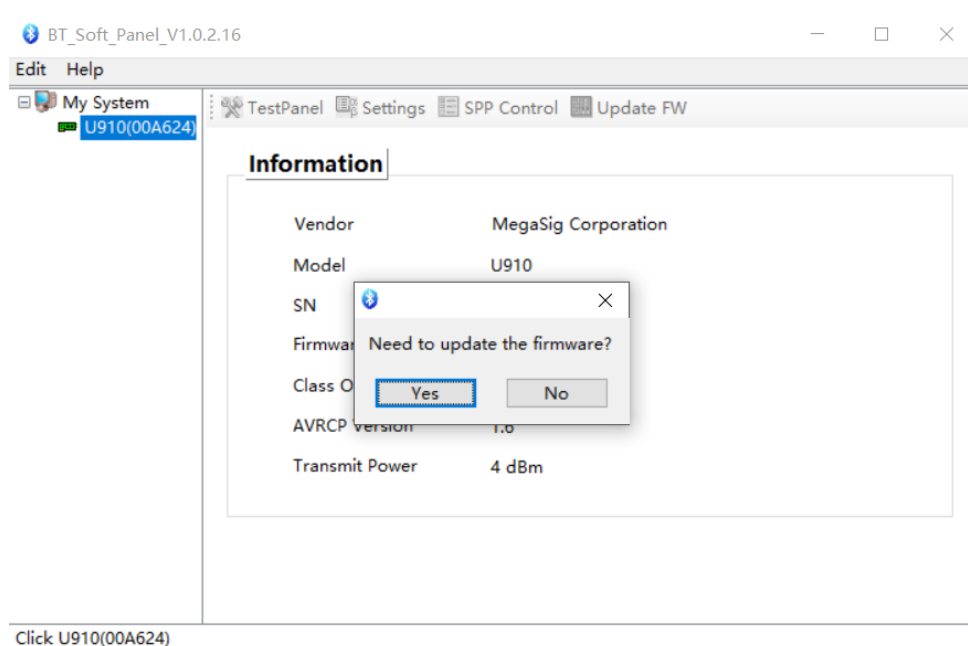 BT_Soft_Panel_V1.0.2.16
Edit Help
My System
U910(00A624)
TestPanel Settings SPP Control Update FW
Information
Vendor MegaSig Corporation
Model U910
SN
Need to update the firmware?
Class O
Yes No
AVRCP Version 1.6
Transmit Power 4 dBm
Click U910(00A624)